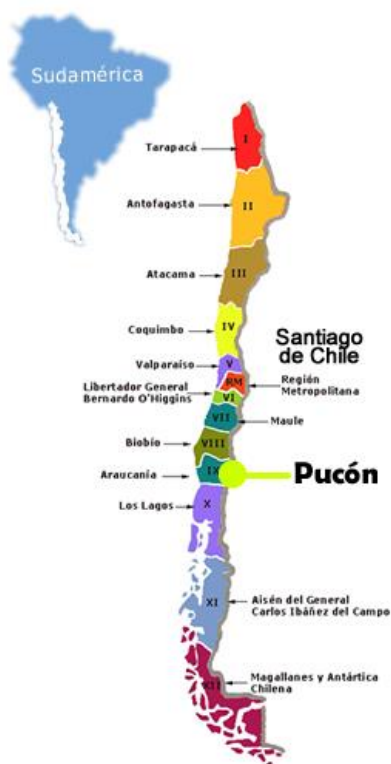 Sudamérica
I
Tarapacá
II
Antofagasta
III
Atacama
IV
Coquimbo
Santiago
de Chile
V
Valparaíso
RM
Región
Metropolitana
Libertador General
Bernardo O'Higgins
VI
VII
Maule
VIII
Biobío
IX
Araucanía
Pucón
X
Los Lagos
XI
Aisén del General
Carlos Ibáñez del Campo
XII
Magallanes y Antártica
Chilena